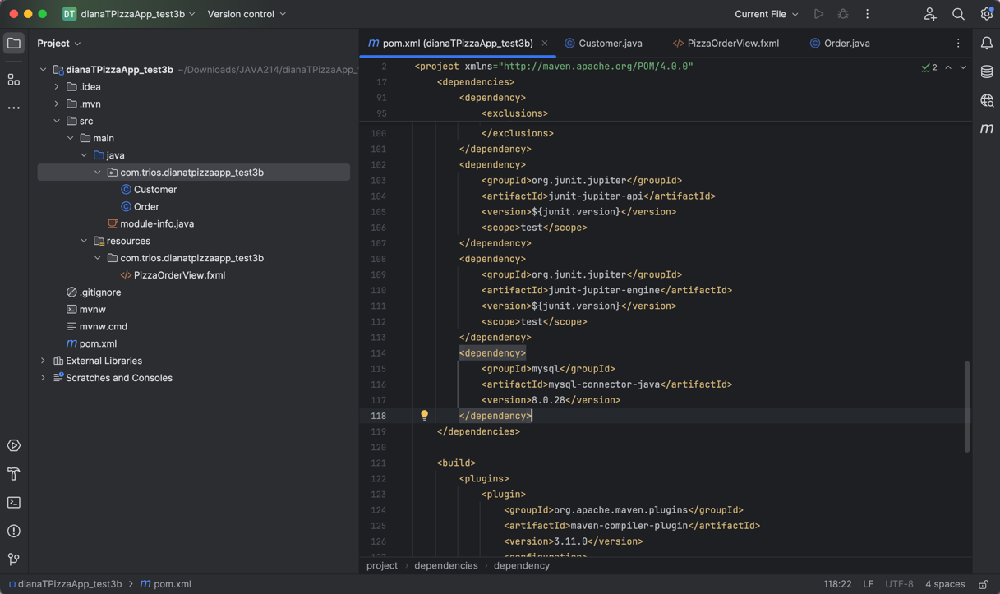 DT dianaTPizzaApp_test3b Version control Current File
Project
dianaTPizzaApp_test3b ~/Downloads/JAVA214/dianaTPizzaApp_
.idea
.mvn
src
main
java
com.trios.dianatpizzaapp_test3b
Customer
Order
module-info.java
resources
com.trios.dianatpizzaapp_test3b
PizzaOrderView.fxml
.gitignore
mvnw
mvnw.cmd
pom.xml
External Libraries
Scratches and Consoles
pom.xml (dianaTPizzaApp_test3b) Customer.java PizzaOrderView.fxml Order.java
2 <project xmlns="http://maven.apache.org/POM/4.0.0" 2
17 <dependencies>
91 <dependency>
95 <exclusions>
100 </exclusions>
101 </dependency>
102 <dependency>
103 <groupId>org.junit.jupiter</groupId>
104 <artifactId>junit-jupiter-api</artifactId>
105 <version>${junit.version}</version>
106 <scope>test</scope>
107 </dependency>
108 <dependency>
109 <groupId>org.junit.jupiter</groupId>
110 <artifactId>junit-jupiter-engine</artifactId>
111 <version>${junit.version}</version>
112 <scope>test</scope>
113 </dependency>
114 <dependency>
115 <groupId>mysql</groupId>
116 <artifactId>mysql-connector-java</artifactId>
117 <version>8.0.28</version>
118 </dependency>
119 </dependencies>
120
121 <build>
122 <plugins>
123 <plugin>
124 <groupId>org.apache.maven.plugins</groupId>
125 <artifactId>maven-compiler-plugin</artifactId>
126 <version>3.11.0</version>
127 <configuration>
project > dependencies > dependency
dianaTPizzaApp_test3b > m pom.xml 118:22 LF UTF-8 4 spaces